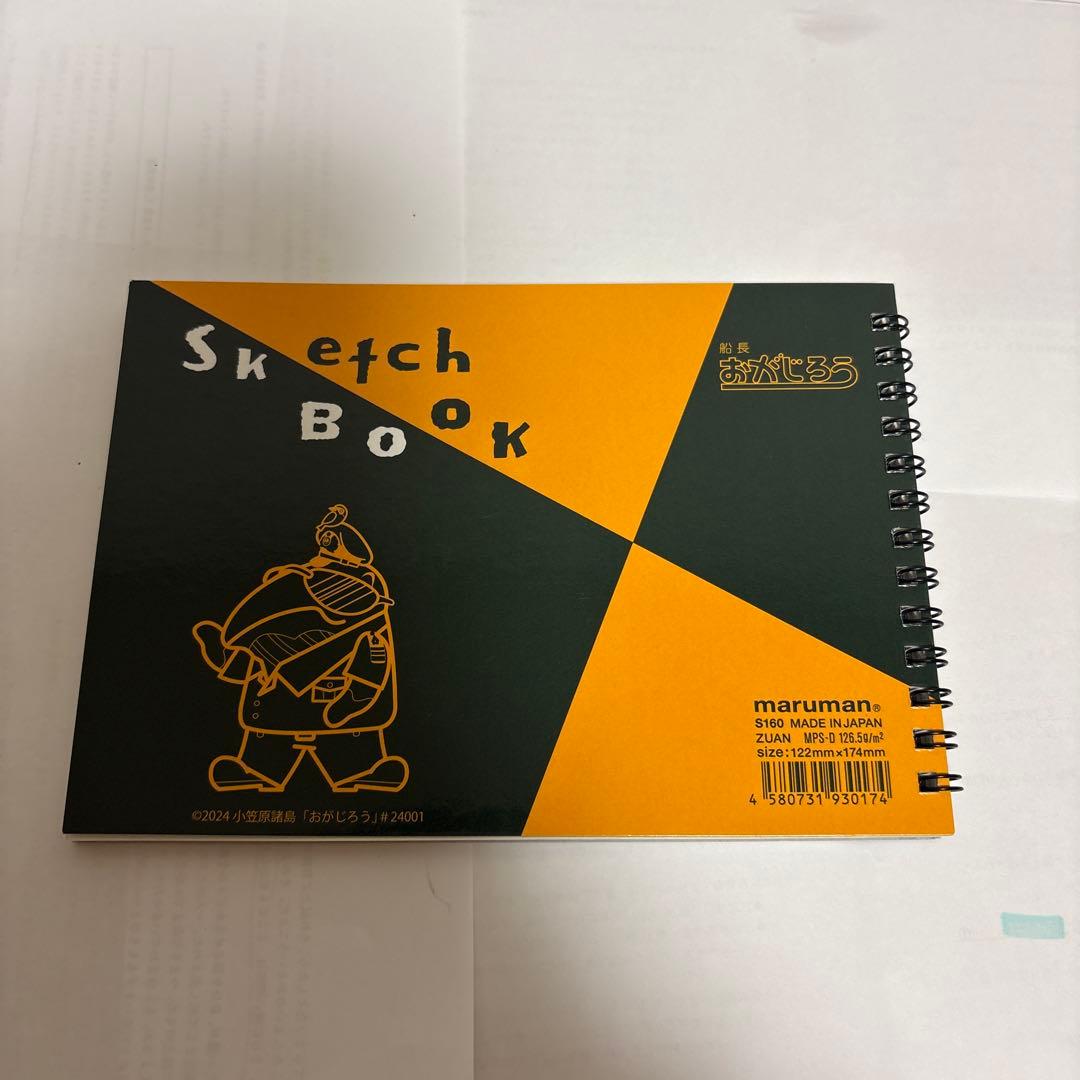 Sketch
Book
船長
おがじろう
maruman®
S160 MADE IN JAPAN
ZUAN MPS-D 126.5g/m²
size:122mm×174mm
4 580731 930174
©2024 小笠原諸島「おがじろう」# 24001